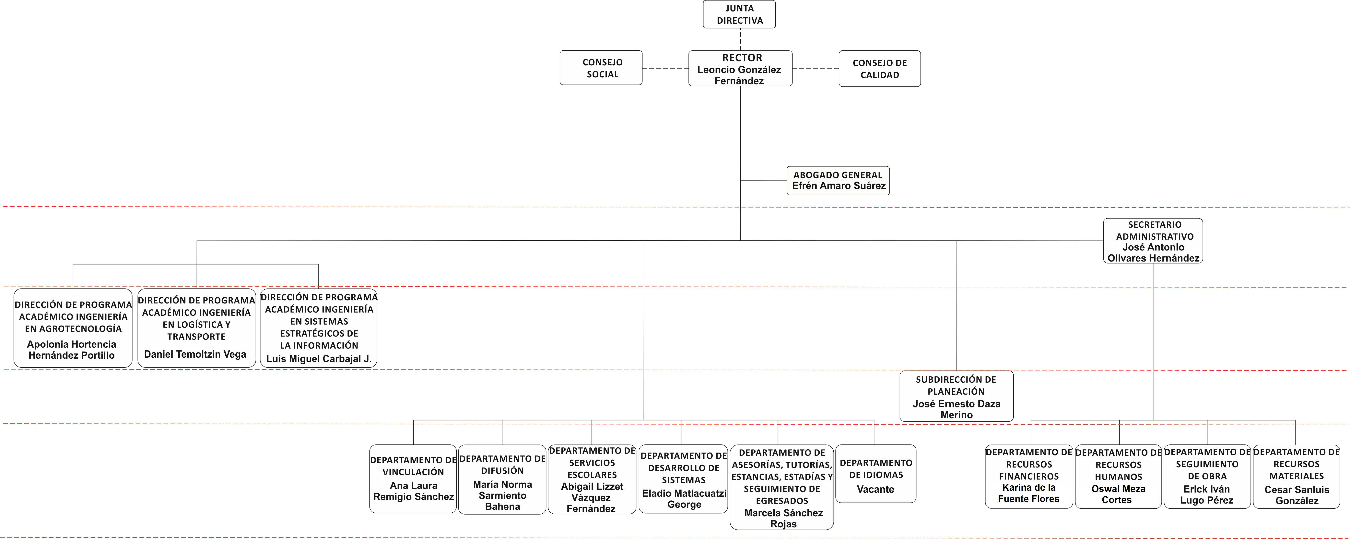 JUNTA
DIRECTIVA
CONSEJO
SOCIAL
RECTOR
Leoncio González
Fernández
CONSEJO DE
CALIDAD
ABOGADO GENERAL
Efrén Amaro Suárez
SECRETARIO
ADMINISTRATIVO
José Antonio
Olivares Hernández
DIRECCIÓN DE PROGRAMA
ACADÉMICO INGENIERÍA
EN AGROTECNOLOGÍA
Apolonia Hortencia
Hernández Portillo
DIRECCIÓN DE PROGRAMA
ACADÉMICO INGENIERÍA
EN LOGÍSTICA Y
TRANSPORTE
Daniel Temoltzin Vega
DIRECCIÓN DE PROGRAMA
ACADÉMICO INGENIERÍA
EN SISTEMAS
ESTRATÉGICOS DE
LA INFORMACIÓN
Luis Miguel Carbajal J.
SUBDIRECCIÓN DE
PLANEACIÓN
José Ernesto Daza
Merino
DEPARTAMENTO DE
VINCULACIÓN
Ana Laura
Remigio Sánchez
DEPARTAMENTO DE
DIFUSIÓN
María Norma
Sarmiento
Bahena
DEPARTAMENTO DE
SERVICIOS
ESCOLARES
Abigail Lizzet
Vázquez
Fernández
DEPARTAMENTO DE
DESARROLLO DE
SISTEMAS
Eladio Matlacuatzi
George
DEPARTAMENTO DE
ASESORÍAS, TUTORÍAS,
ESTANCIAS, ESTADÍAS Y
SEGUIMIENTO DE
EGRESADOS
Marcela Sánchez
Rojas
DEPARTAMENTO
DE IDIOMAS
Vacante
DEPARTAMENTO DE
RECURSOS
FINANCIEROS
Karina de la
Fuente Flores
DEPARTAMENTO DE
RECURSOS
HUMANOS
Oswal Meza
Cortes
DEPARTAMENTO DE
SEGUIMIENTO
DE OBRA
Erick Iván
Lugo Pérez
DEPARTAMENTO DE
RECURSOS
MATERIALES
Cesar Sanluis
González